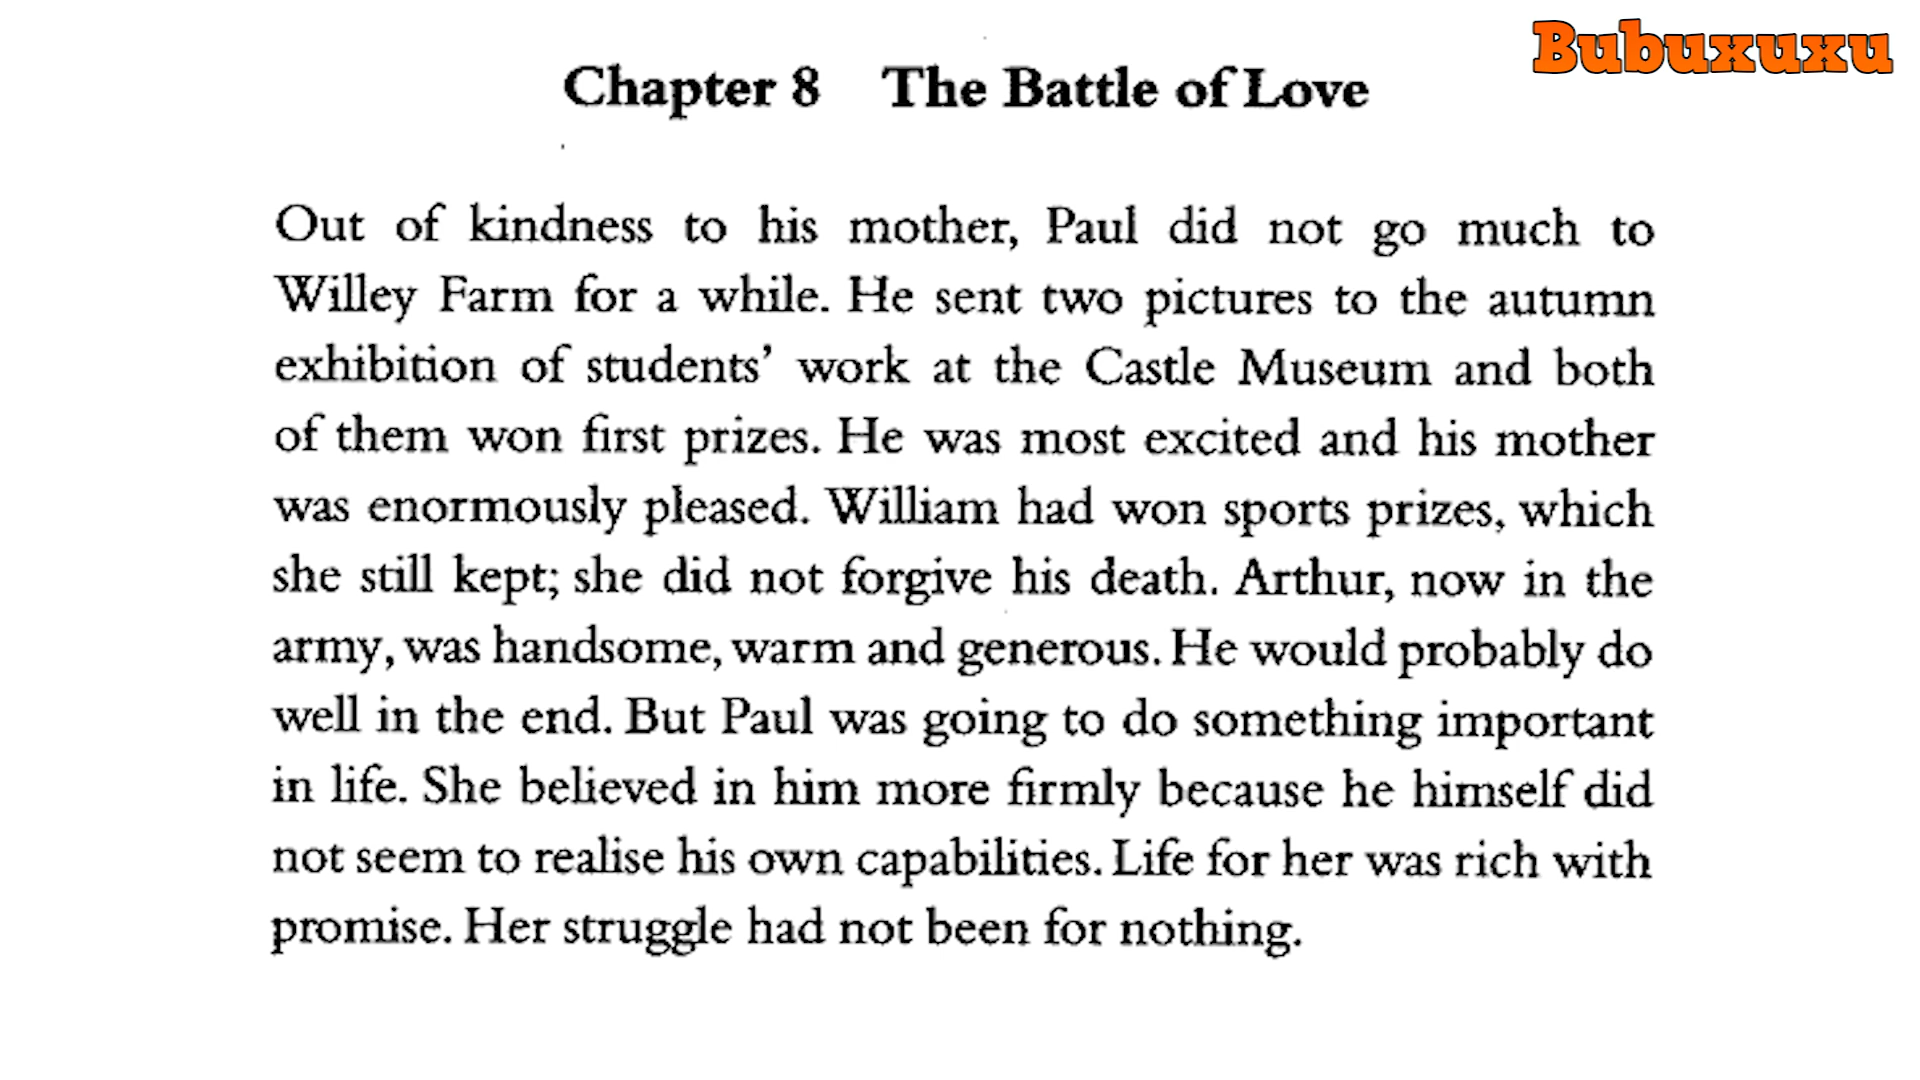 Bubuxuxu
Chapter 8 The Battle of Love
Out of kindness to his mother, Paul did not go much to
Willey Farm for a while. He sent two pictures to the autumn
exhibition of students’ work at the Castle Museum and both
of them won first prizes. He was most excited and his mother
was enormously pleased. William had won sports prizes, which
she still kept; she did not forgive his death. Arthur, now in the
army, was handsome, warm and generous. He would probably do
well in the end. But Paul was going to do something important
in life. She believed in him more firmly because he himself did
not seem to realise his own capabilities. Life for her was rich with
promise. Her struggle had not been for nothing.